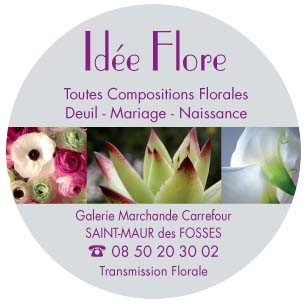 Idée Flore
Toutes Compositions Florales
Deuil - Mariage - Naissance
Galerie Marchande Carrefour
SAINT-MAUR des FOSSES
☎ 08 50 20 30 02
Transmission Florale